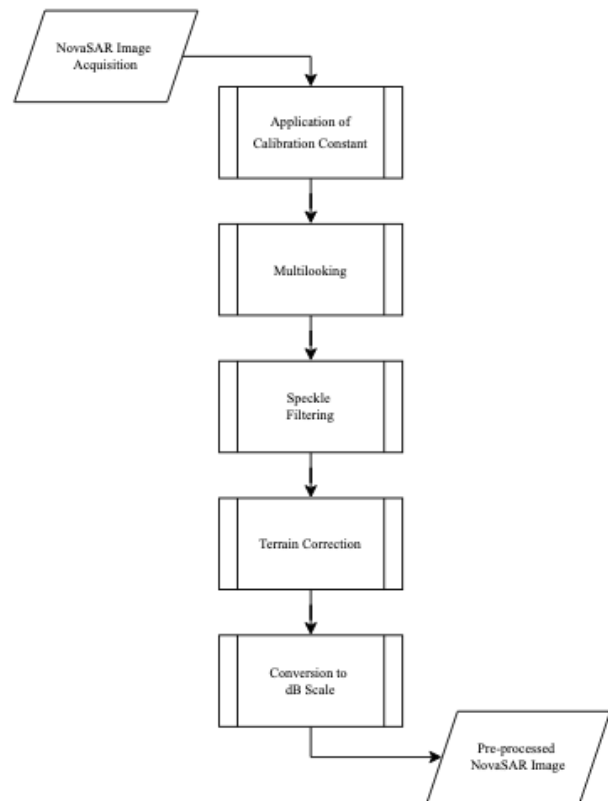 NovaSAR Image
Acquisition
Application of
Calibration Constant
Multilooking
Speckle
Filtering
Terrain Correction
Conversion to
dB Scale
Pre-processed
NovaSAR Image